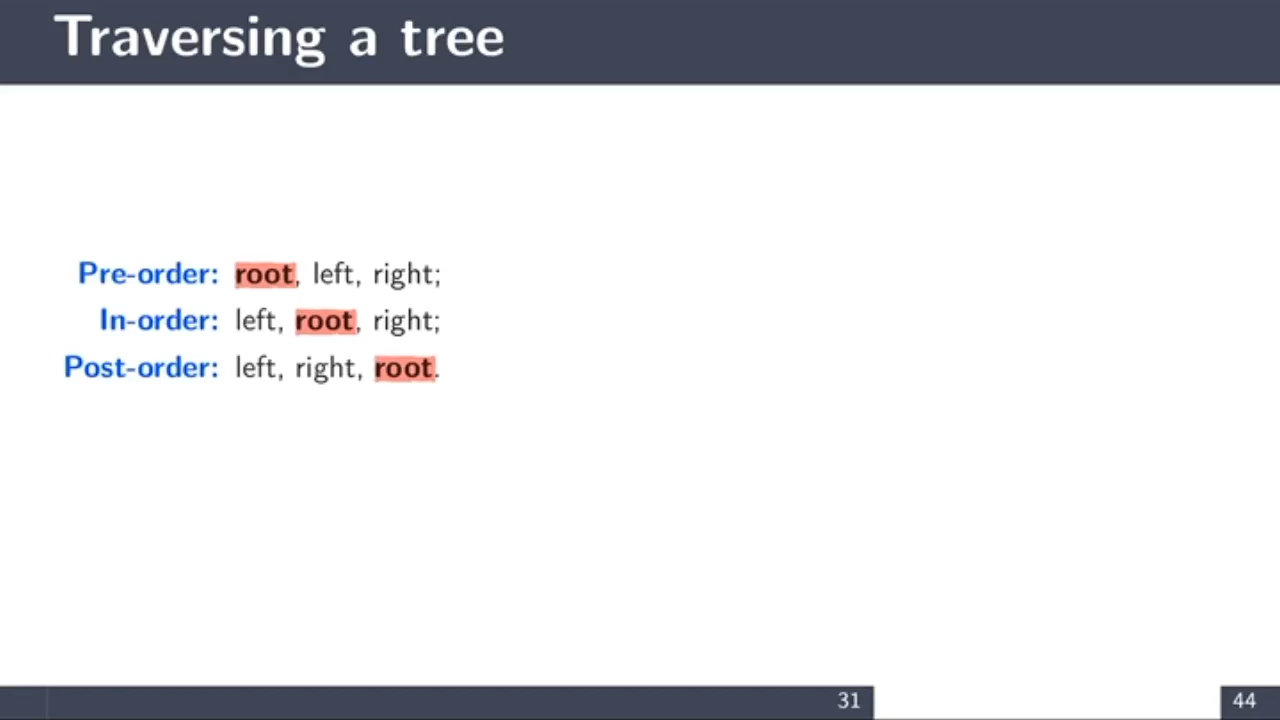 Traversing a tree
Pre-order: root, left, right;
In-order: left, root, right;
Post-order: left, right, root.
31
44